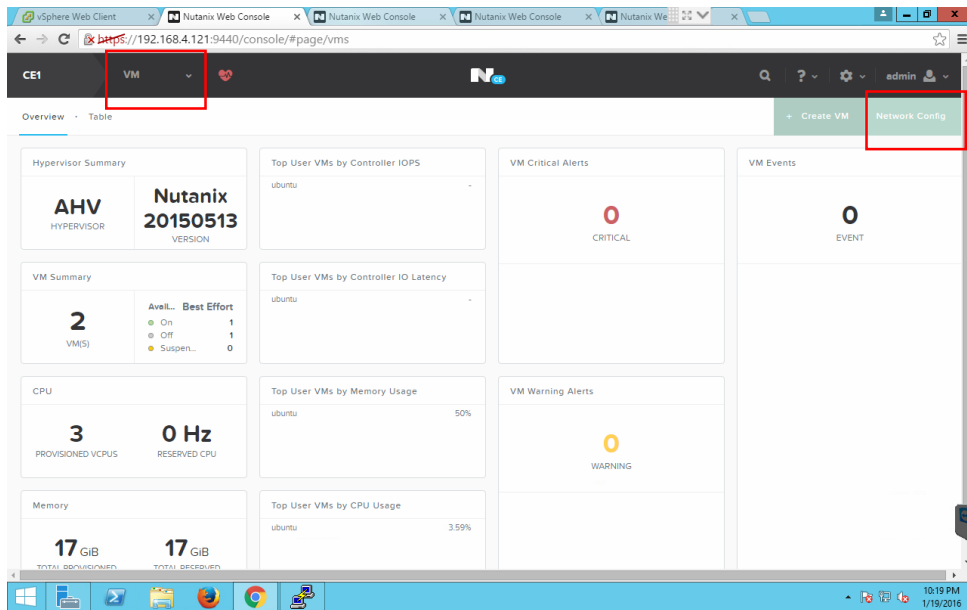 vSphere Web Client
Nutanix Web Console
Nutanix Web Console
Nutanix Web Console
Nutanix We
https://192.168.4.121:9440/console/#page/vms
CE1
VM
CE
?
admin
Overview
Table
+ Create VM
Network Config
Hypervisor Summary
AHV
HYPERVISOR
Nutanix
20150513
VERSION
Top User VMs by Controller IOPS
ubuntu
-
VM Critical Alerts
0
CRITICAL
VM Events
0
EVENT
VM Summary
2
VM(S)
Avail... Best Effort
On 1
Off 1
Suspen... 0
Top User VMs by Controller IO Latency
ubuntu
-
CPU
3
PROVISIONED VCPUS
0 Hz
RESERVED CPU
Top User VMs by Memory Usage
ubuntu 50%
VM Warning Alerts
0
WARNING
Memory
17 GiB
TOTAL PROVISIONED
17 GiB
TOTAL RESERVED
Top User VMs by CPU Usage
ubuntu 3.59%
10:19 PM
1/19/2016